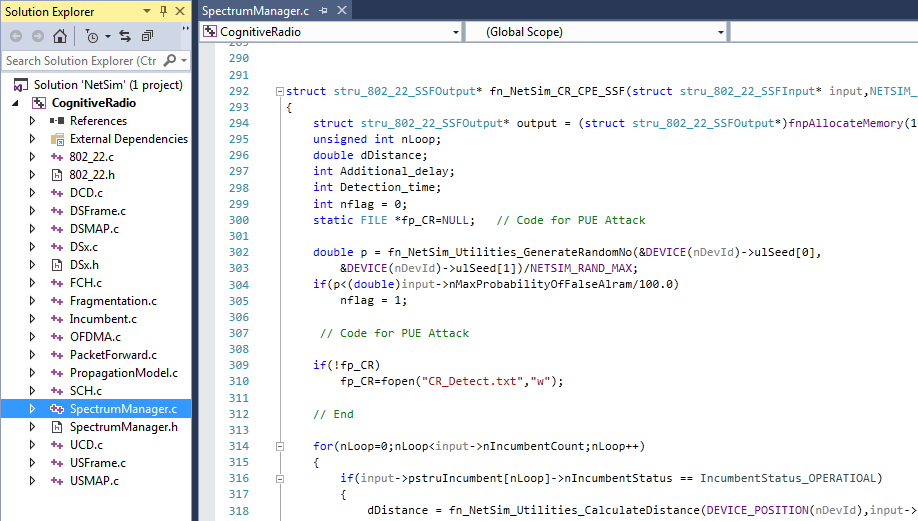 Solution Explorer
Search Solution Explorer (Ctr
Solution 'NetSim' (1 project)
CognitiveRadio
References
External Dependencies
802_22.c
802_22.h
DCD.c
DSFrame.c
DSMAP.c
DSx.c
DSx.h
FCH.c
Fragmentation.c
Incumbent.c
OFDMA.c
PacketForward.c
PropagationModel.c
SCH.c
SpectrumManager.c
SpectrumManager.h
UCD.c
USFrame.c
USMAP.c
SpectrumManager.c
CognitiveRadio (Global Scope)
289
290
291
292 struct stru_802_22_SSFOutput* fn_NetSim_CR_CPE_SSF(struct stru_802_22_SSFInput* input,NETSIM_
293 {
294 struct stru_802_22_SSFOutput* output = (struct stru_802_22_SSFOutput*)fnpAllocateMemory(1
295 unsigned int nLoop;
296 double dDistance;
297 int Additional_delay;
298 int Detection_time;
299 int nflag = 0;
300 static FILE *fp_CR=NULL; // Code for PUE Attack
301
302 double p = fn_NetSim_Utilities_GenerateRandomNo(&DEVICE(nDevId)->ulSeed[0],
303 &DEVICE(nDevId)->ulSeed[1])/NETSIM_RAND_MAX;
304 if(p<(double)input->nMaxProbabilityOfFalseAlram/100.0)
305 nflag = 1;
306
307 // Code for PUE Attack
308
309 if(!fp_CR)
310 fp_CR=fopen("CR_Detect.txt","w");
311
312 // End
313
314 for(nLoop=0;nLoop<input->nIncumbentCount;nLoop++)
315 {
316 if(input->pstruIncumbent[nLoop]->nIncumbentStatus == IncumbentStatus_OPERATIOAL)
317 {
318 dDistance = fn_NetSim_Utilities_CalculateDistance(DEVICE_POSITION(nDevId),input->